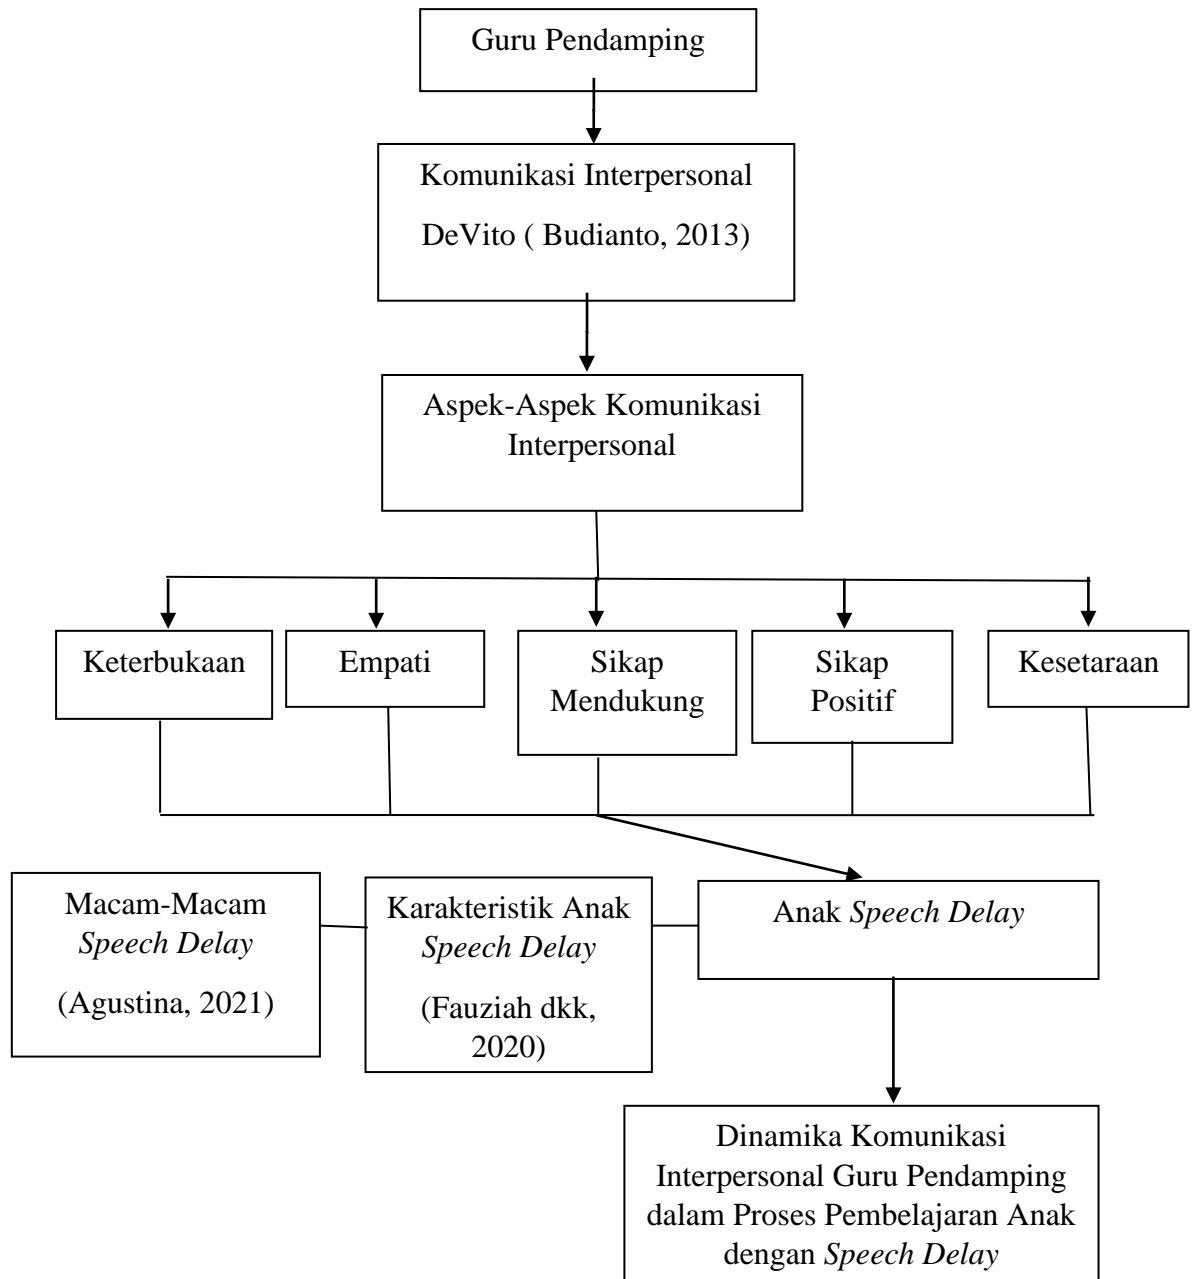 Guru Pendamping
Komunikasi Interpersonal
DeVito ( Budianto, 2013)
Aspek-Aspek Komunikasi
Interpersonal
Keterbukaan
Empati
Sikap
Mendukung
Sikap
Positif
Kesetaraan
Macam-Macam
Speech Delay
(Agustina, 2021)
Karakteristik Anak
Speech Delay
(Fauziah dkk,
2020)
Anak Speech Delay
Dinamika Komunikasi
Interpersonal Guru Pendamping
dalam Proses Pembelajaran Anak
dengan Speech Delay